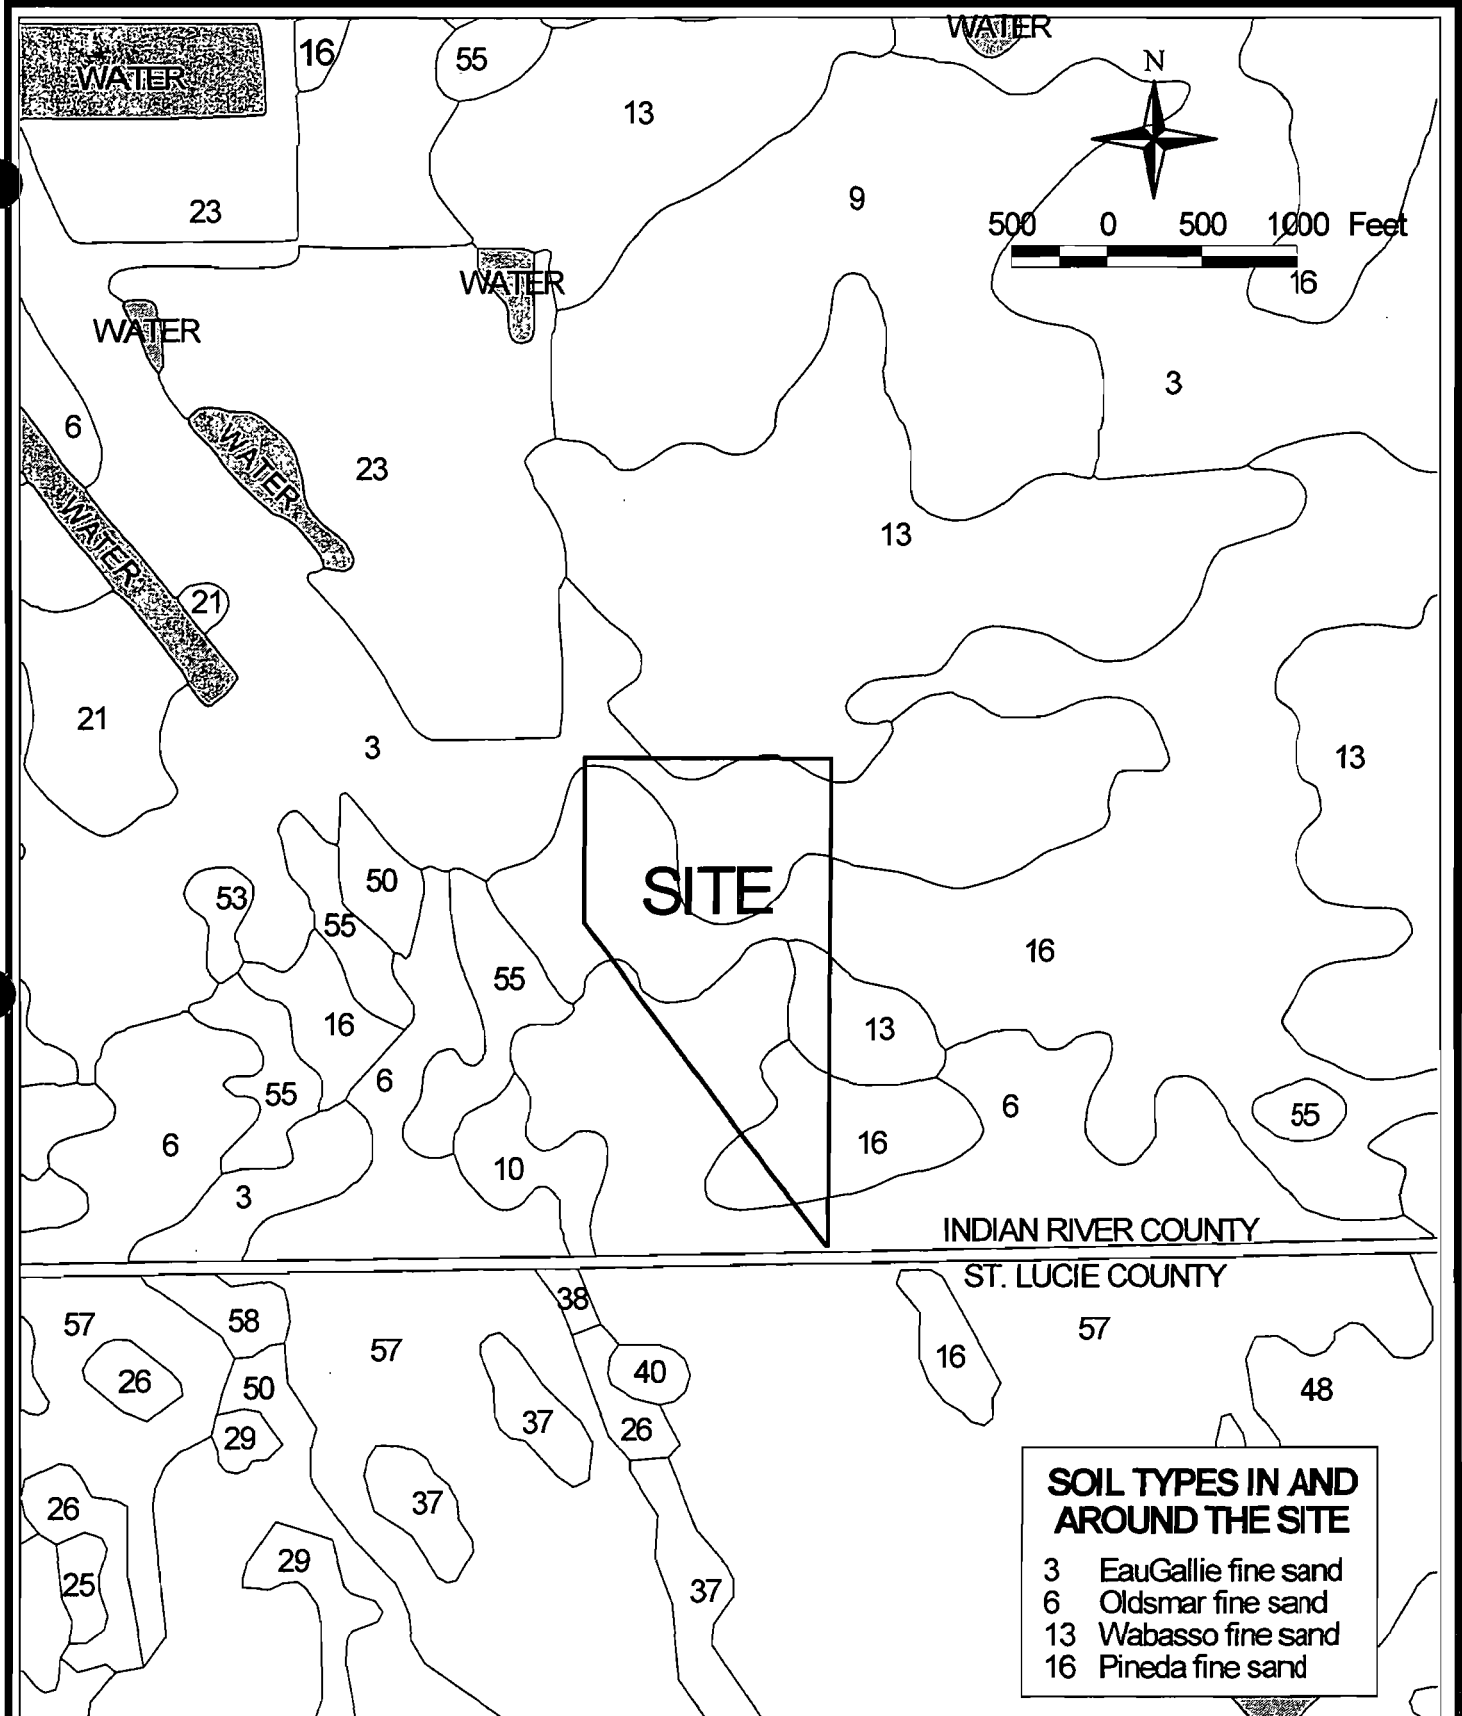 WATER
16
55
WATER
N
13
9
23
500 0 500 1000 Feet
WATER
16
WATER
3
6
WATER
23
WATER
13
21
21
3
13
50
SITE
53
55
55
16
16
13
6
55
6
55
6
16
10
3
INDIAN RIVER COUNTY
ST. LUCIE COUNTY
38
57
58
57
57
16
26
50
40
48
37
26
29
26
37
29
25
37
SOIL TYPES IN AND
AROUND THE SITE
3 EauGallie fine sand
6 Oldsmar fine sand
13 Wabasso fine sand
16 Pineda fine sand